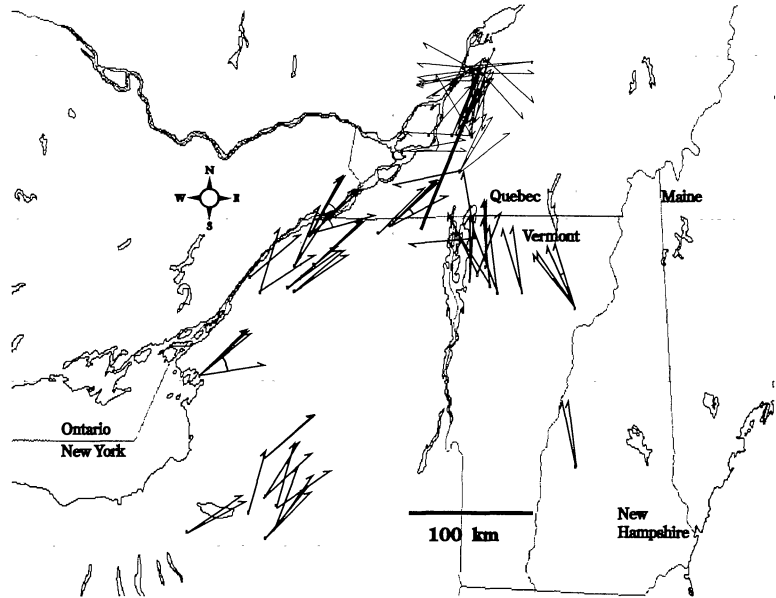 N
W E
S
Quebec
Maine
Vermont
Ontario
New York
100 km
New
Hampshire